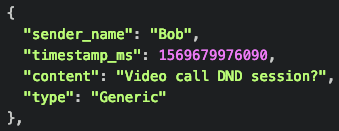 {
"sender_name": "Bob",
"timestamp_ms": 1569679976090,
"content": "Video call DND session?",
"type": "Generic"
},